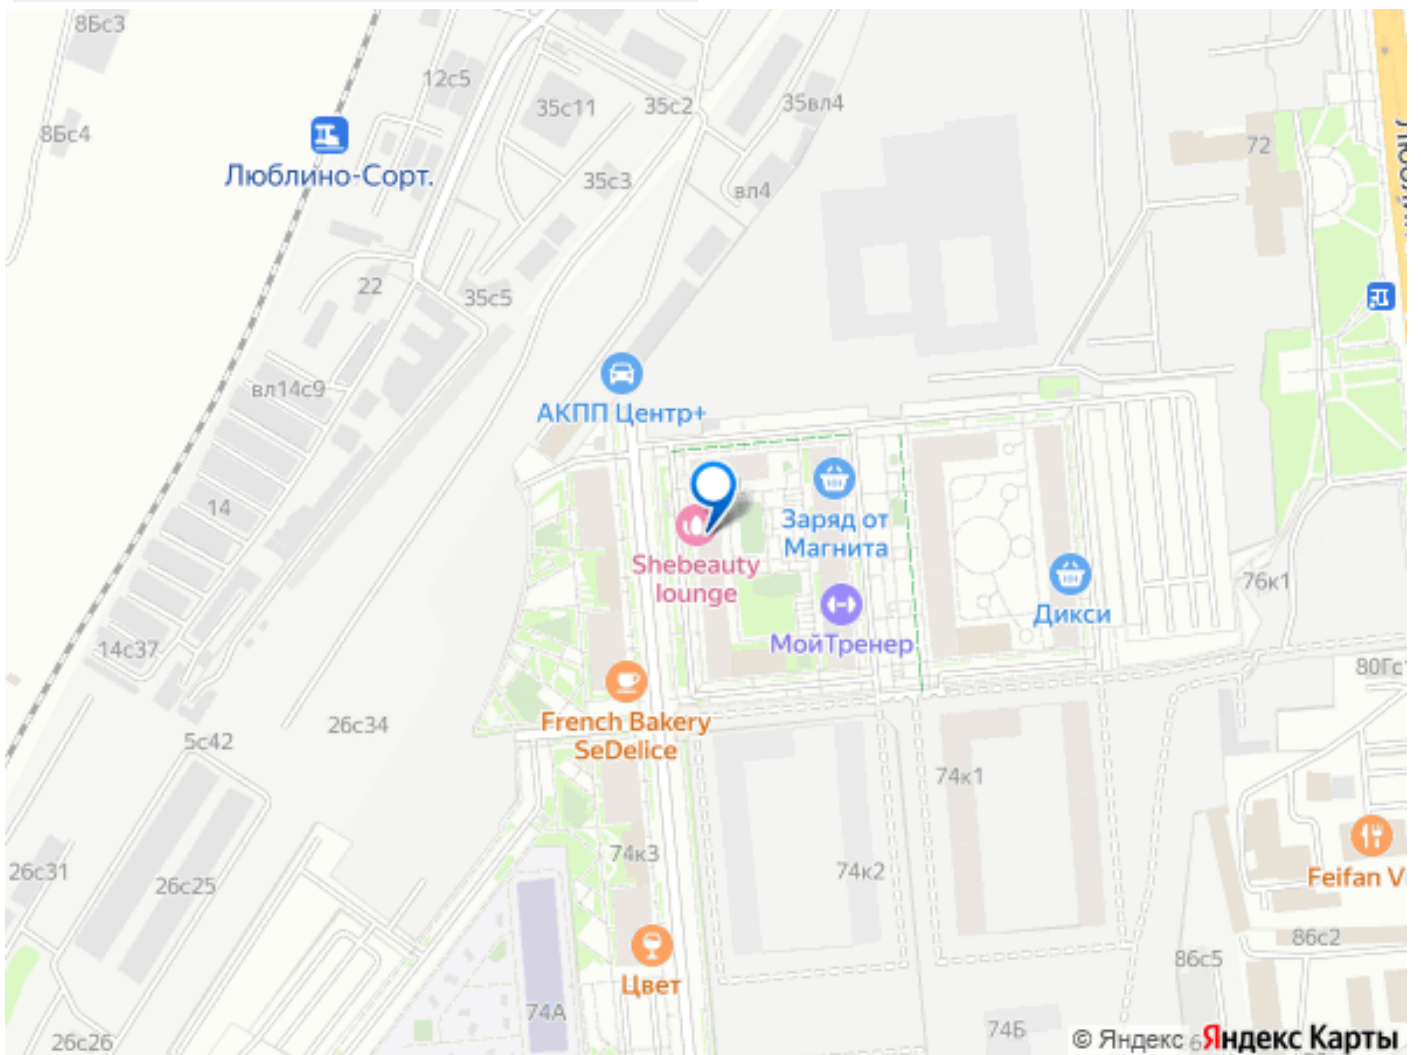 8Бс3
12с5
35с11
35с2
35вл4
8Бс4
72
Люблино-Сорт.
35с3
вл4
22
35с5
вл14с9
АКПП Центр+
14
Заряд от
Магнита
Shebeauty
lounge
76к1
Дикси
МойТренер
14с37
80Гс
26с34
French Bakery
SeDelice
5с42
74к1
74к3
74к2
26с31
26с25
Feifan
86с2
86с5
Цвет
74А
74Б
26с26
© Яндекс
Яндекс Карты